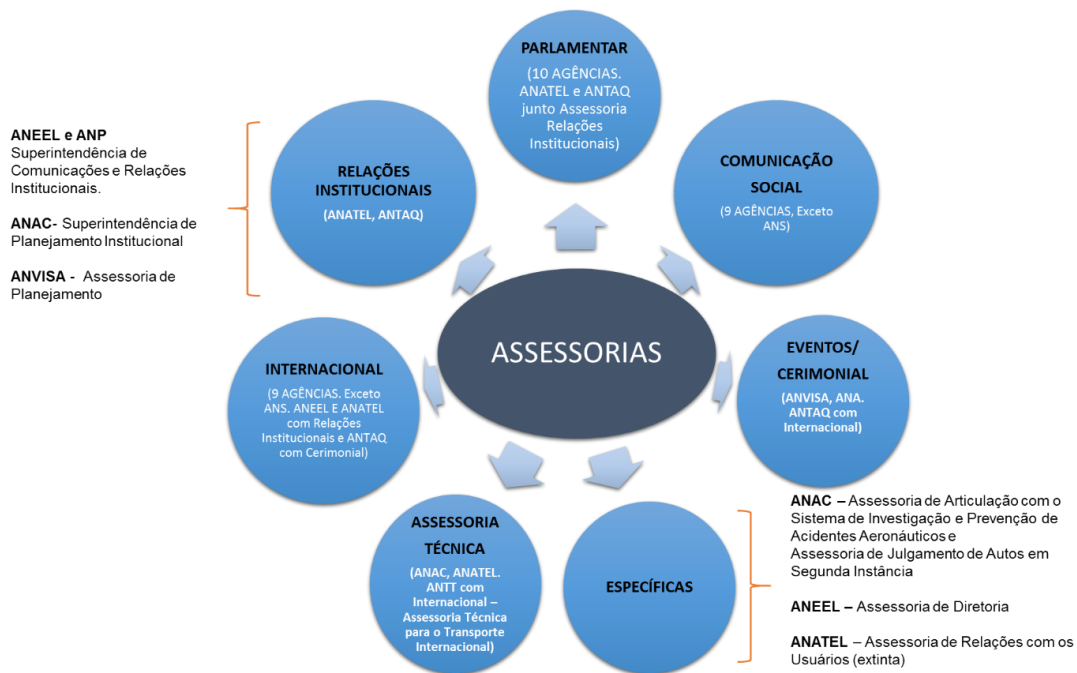 PARLAMENTAR
(10 AGÊNCIAS.
ANATEL e ANTAQ
junto Assessoria
Relações
Institucionais)
ANEEL e ANP
Superintendência de
Comunicações e Relações
Institucionais.
ANAC- Superintendência de
Planejamento Institucional
ANVISA - Assessoria de
Planejamento
RELAÇÕES
INSTITUCIONAIS
(ANATEL, ANTAQ)
COMUNICAÇÃO
SOCIAL
(9 AGÊNCIAS, Exceto
ANS)
ASSESSORIAS
INTERNACIONAL
(9 AGÊNCIAS. Exceto
ANS. ANEEL E ANATEL
com Relações
Institucionais e ANTAQ
com Cerimonial)
EVENTOS/
CERIMONIAL
(ANVISA, ANA.
ANTAQ com
Internacional)
ASSESSORIA
TÉCNICA
(ANAC, ANATEL.
ANTT com
Internacional –
Assessoria Técnica
para o Transporte
Internacional)
ESPECÍFICAS
ANAC – Assessoria de Articulação com o
Sistema de Investigação e Prevenção de
Acidentes Aeronáuticos e
Assessoria de Julgamento de Autos em
Segunda Instância
ANEEL – Assessoria de Diretoria
ANATEL – Assessoria de Relações com os
Usuários (extinta)